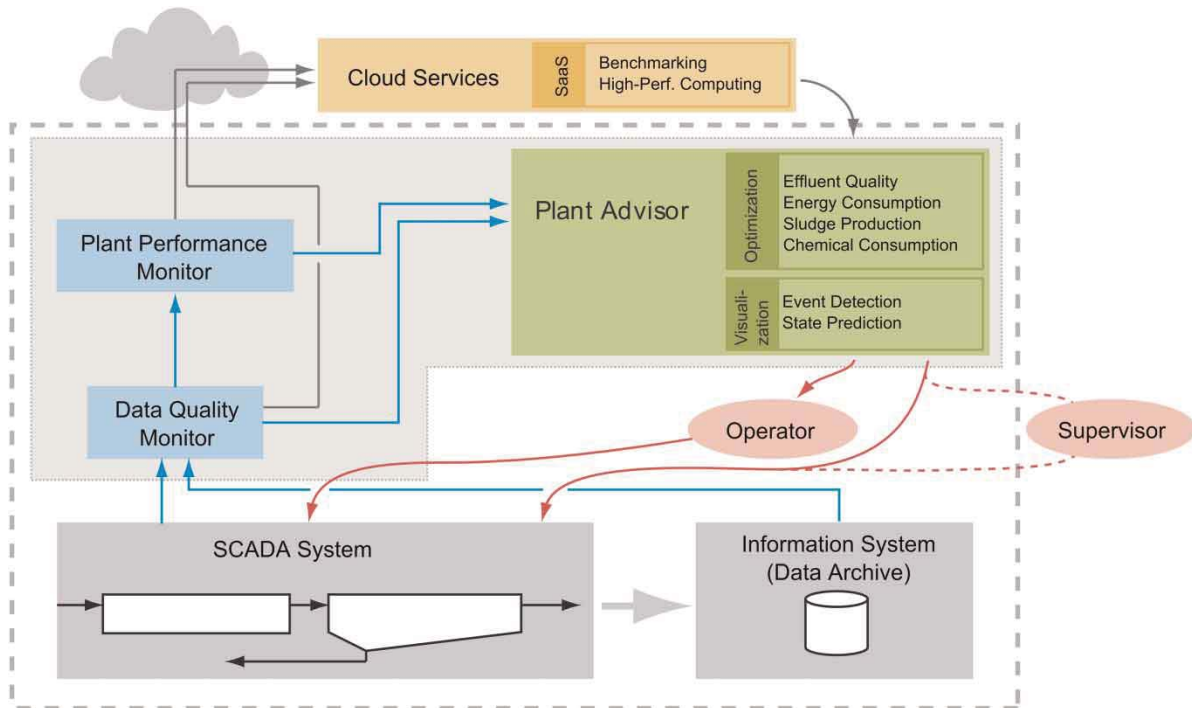 Cloud Services
SaaS
Benchmarking
High-Perf. Computing
Plant Advisor
Optimization
Effluent Quality
Energy Consumption
Sludge Production
Chemical Consumption
Visuali-
zation
Event Detection
State Prediction
Plant Performance
Monitor
Data Quality
Monitor
Operator
Supervisor
SCADA System
Information System
(Data Archive)